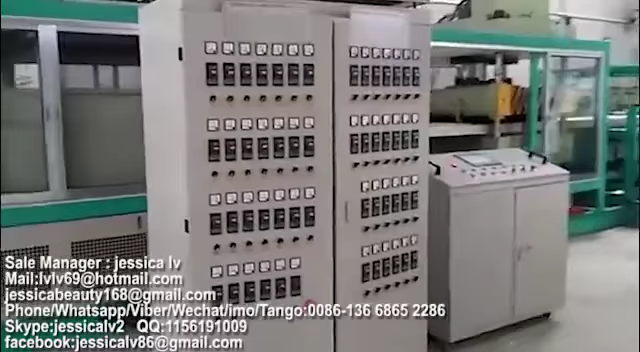 Sale Manager : jessica lv
Mail:lvlv69@hotmail.com
jessicabeauty168@gmail.com
Phone/Whatsapp/Viber/Wechat/imo/Tango:0086-136 6865 2286
Skype:jessicalv2 QQ:1156191009
facebook:jessicalv86@gmail.com